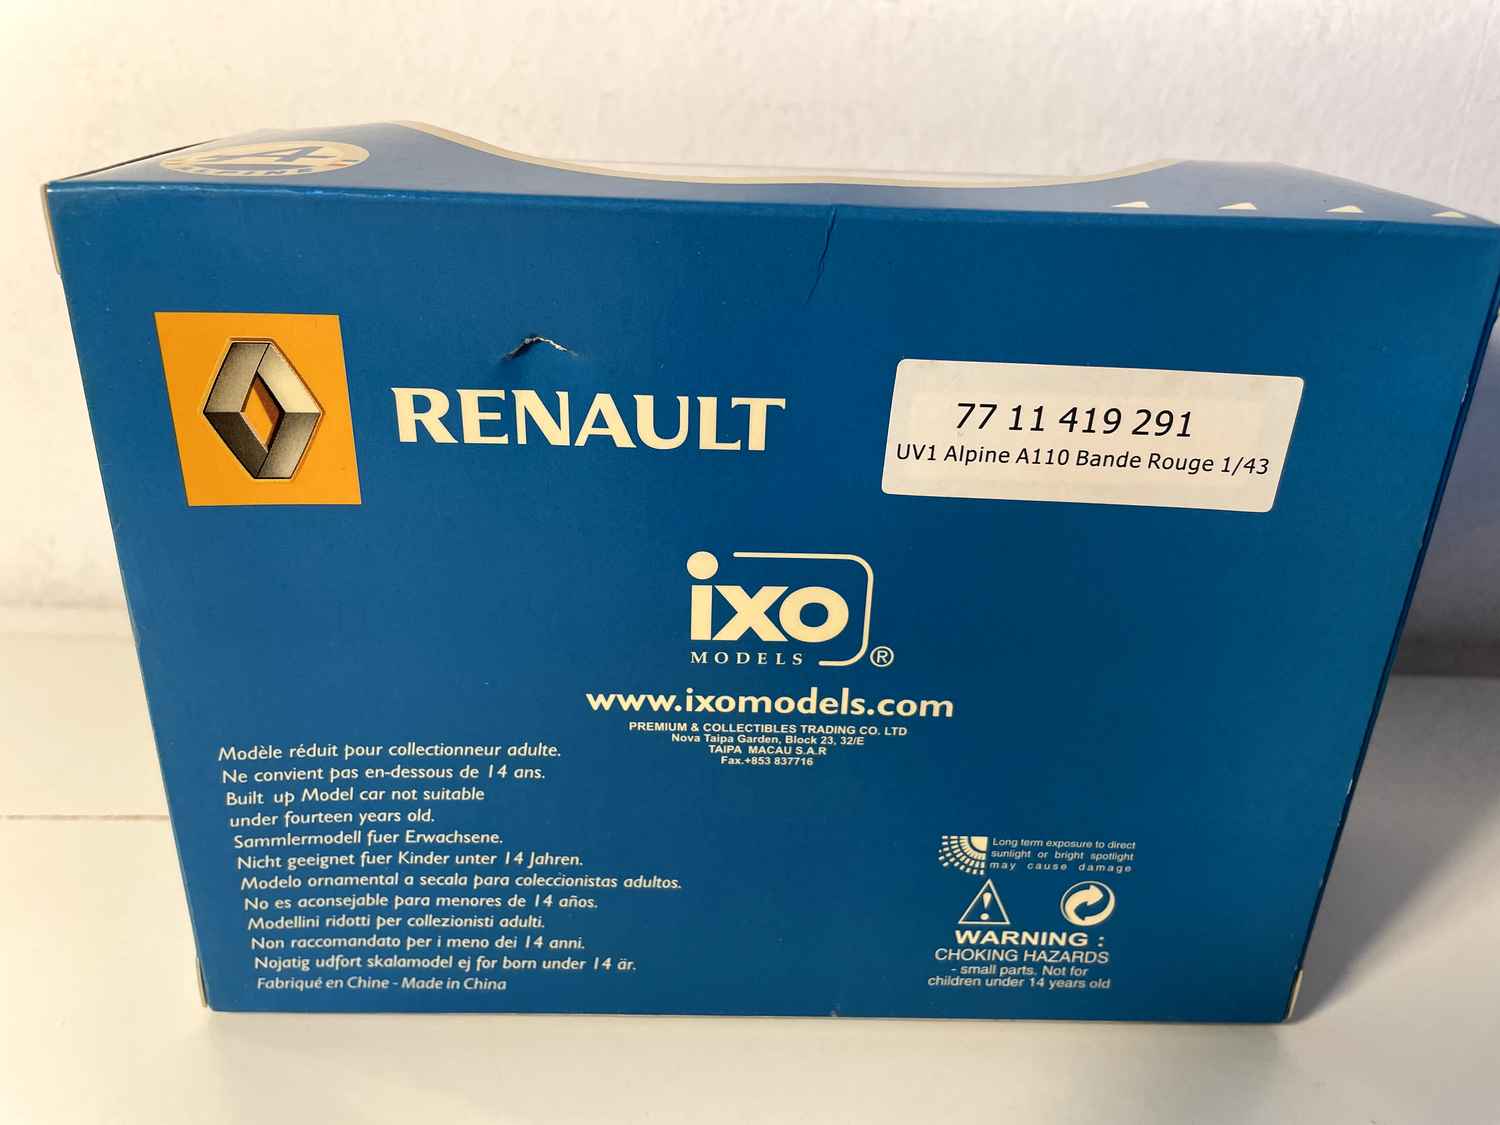 A
ALPINE
RENAULT
77 11 419 291
UV1 Alpine A110 Bande Rouge 1/43
ixo
MODELS ®
www.ixomodels.com
PREMIUM & COLLECTIBLES TRADING CO. LTD
Nova Taipa Garden, Block 23, 32/E
TAIPA MACAU S.A.R
Fax.+853 837716
Modèle réduit pour collectionneur adulte.
Ne convient pas en-dessous de 14 ans.
Built up Model car not suitable
under fourteen years old.
Sammlermodell fuer Erwachsene.
Nicht geeignet fuer Kinder unter 14 Jahren.
Modelo ornamental a secala para coleccionistas adultos.
No es aconsejable para menores de 14 años.
Modellini ridotti per collezionisti adulti.
Non raccomandato per i meno dei 14 anni.
Nojatig udfort skalamodel ej for born under 14 är.
Fabriqué en Chine - Made in China
Long term exposure to direct
sunlight or bright spotlight
may cause damage
WARNING :
CHOKING HAZARDS
- small parts. Not for
children under 14 years old